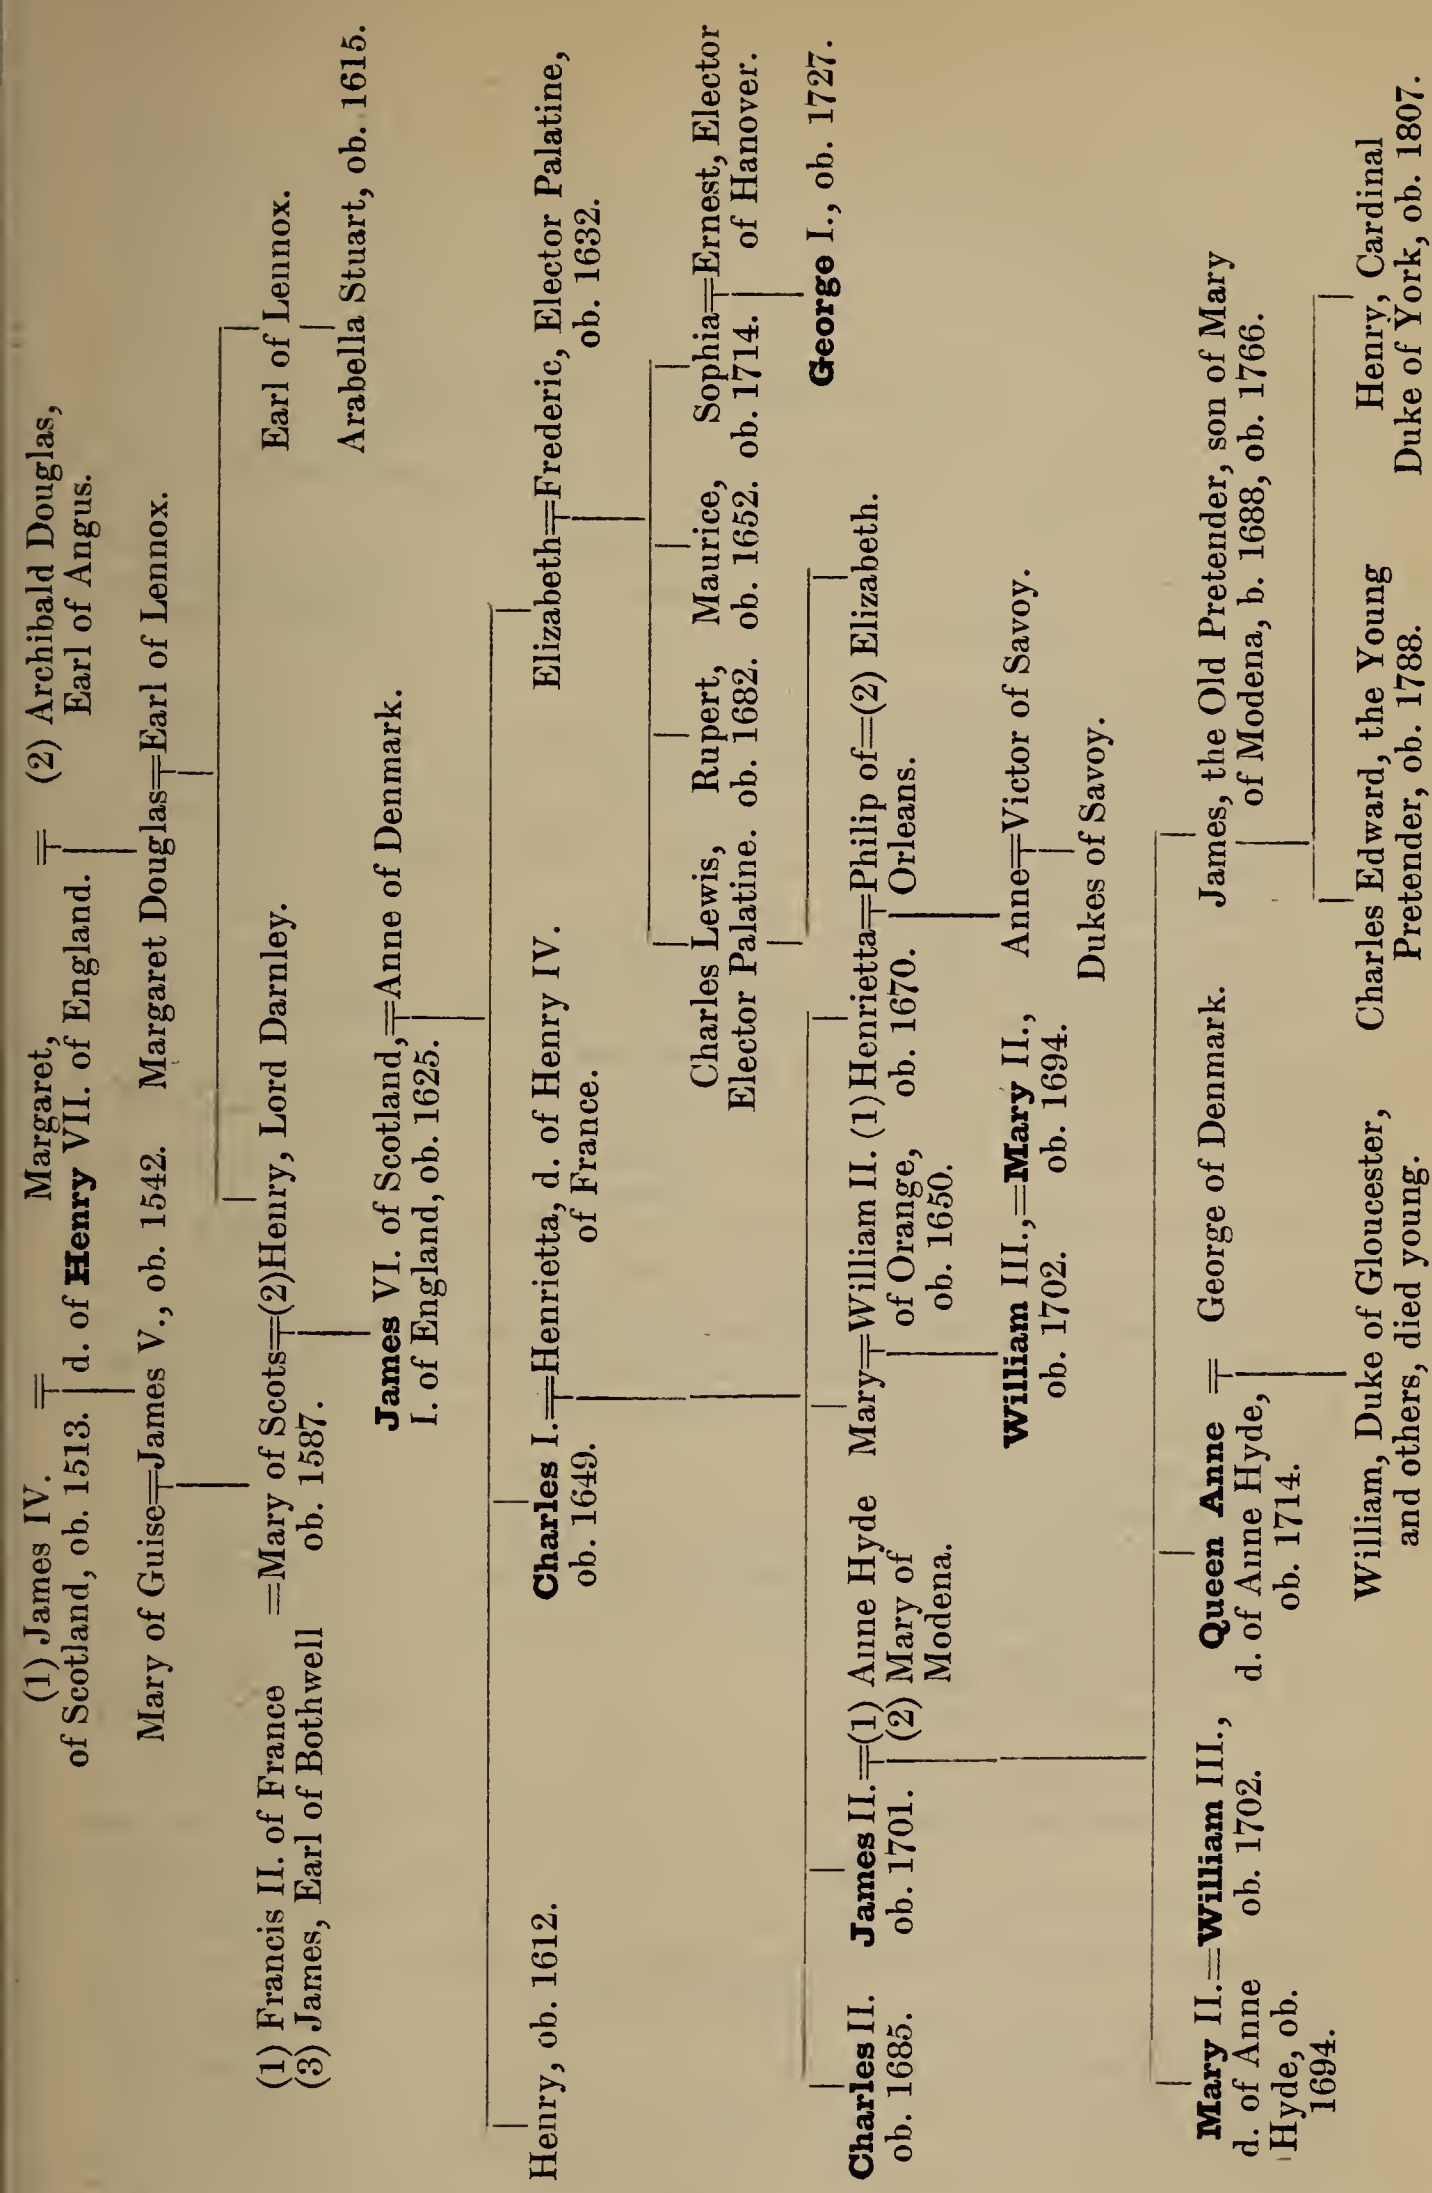 (1) James IV.
of Scotland, ob. 1513.
Margaret,
d. of Henry VII. of England.
(2) Archibald Douglas,
Earl of Angus.
Mary of Guise=James V., ob. 1542.
Margaret Douglas=Earl of Lennox.
(1) Francis II. of France
(3) James, Earl of Bothwell
=Mary of Scots=(2)Henry, Lord Darnley.
ob. 1587.
Earl of Lennox.
Arabella Stuart, ob. 1615.
James VI. of Scotland,=Anne of Denmark.
I. of England, ob. 1625.
Henry, ob. 1612.
Charles I.=Henrietta, d. of Henry IV.
ob. 1649.
of France.
Elizabeth=Frederic, Elector Palatine,
ob. 1632.
Charles Lewis,
Elector Palatine.
Rupert,
ob. 1682.
Maurice,
ob. 1652.
Sophia=Ernest, Elector
ob. 1714.
of Hanover.
George I., ob. 1727.
Charles II.
ob. 1685.
James II.=(1) Anne Hyde
ob. 1701.
(2) Mary of
Modena.
Mary=William II.
of Orange,
ob. 1650.
(1)Henrietta=Philip of=(2) Elizabeth.
ob. 1670.
Orleans.
William III.,=Mary II.,
ob. 1702.
ob. 1694.
Anne=Victor of Savoy.
Dukes of Savoy.
Mary II.=William III.,
d. of Anne
ob. 1702.
Hyde, ob.
1694.
Queen Anne = George of Denmark.
d. of Anne Hyde,
ob. 1714.
James, the Old Pretender, son of Mary
of Modena, b. 1688, ob. 1766.
William, Duke of Gloucester,
and others, died young.
Charles Edward, the Young
Pretender, ob. 1788.
Henry, Cardinal
Duke of York, ob. 1807.